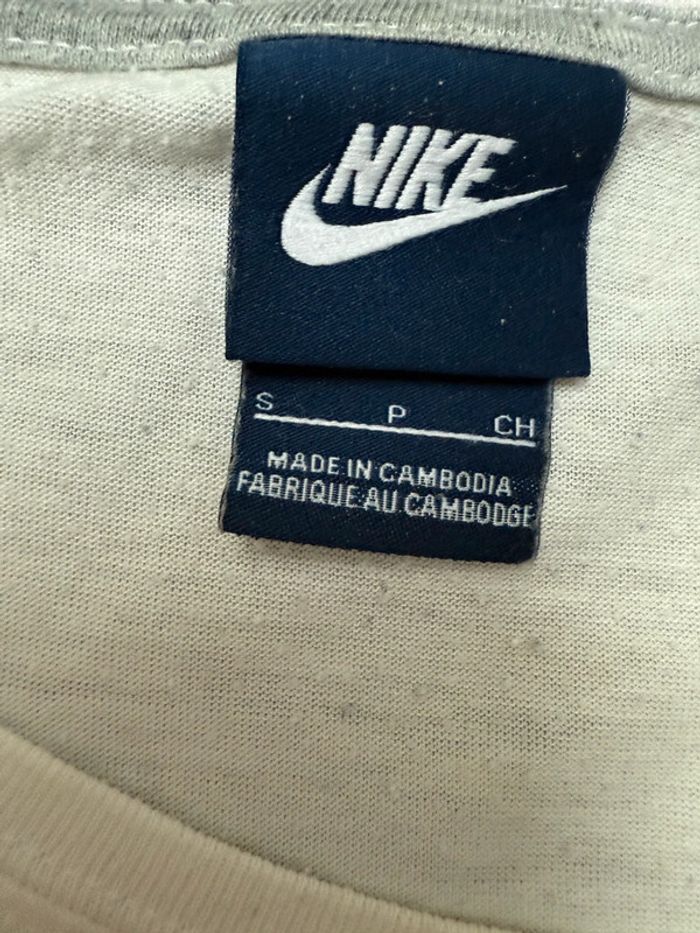 NIKE
S P CH
MADE IN CAMBODIA
FABRIQUE AU CAMBODGE